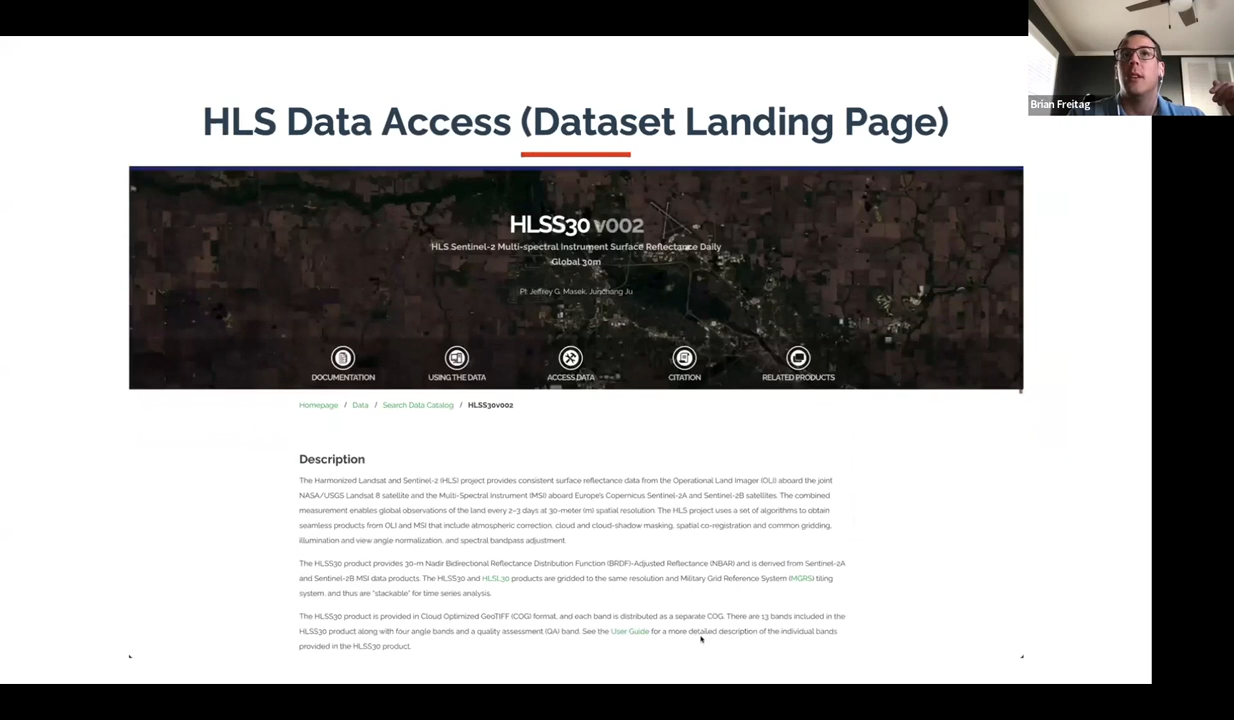 HLS Data Access (Dataset Landing Page)
Brian Freitag
HLSS30 v002
HLS Sentinel-2 Multi-spectral Instrument Surface Reflectance Daily
Global 30m
PI: Jeffrey G. Masek, Junchang Ju
DOCUMENTATION
USING THE DATA
ACCESS DATA
CITATION
RELATED PRODUCTS
Homepage / Data / Search Data Catalog / HLSS30v002
Description
The Harmonized Landsat and Sentinel-2 (HLS) project provides consistent surface reflectance data from the Operational Land Imager (OLI) aboard the joint
NASA/USGS Landsat 8 satellite and the Multi-Spectral Instrument (MSI) aboard Europe's Copernicus Sentinel-2A and Sentinel-2B satellites. The combined
measurement enables global observations of the land every 2-3 days at 30-meter (m) spatial resolution. The HLS project uses a set of algorithms to obtain
seamless products from OLI and MSI that include atmospheric correction, cloud and cloud-shadow masking, spatial co-registration and common gridding,
illumination and view angle normalization, and spectral bandpass adjustment.
The HLSS30 product provides 30-m Nadir Bidirectional Reflectance Distribution Function (BRDF)-Adjusted Reflectance (NBAR) and is derived from Sentinel-2A
and Sentinel-2B MSI data products. The HLSS30 and HLSL30 products are gridded to the same resolution and Military Grid Reference System (MGRS) tiling
system, and thus are "stackable" for time series analysis.
The HLSS30 product is provided in Cloud Optimized GeoTIFF (COG) format, and each band is distributed as a separate COG. There are 13 bands included in the
HLSS30 product along with four angle bands and a quality assessment (QA) band. See the User Guide for a more detailed description of the individual bands
provided in the HLSS30 product.